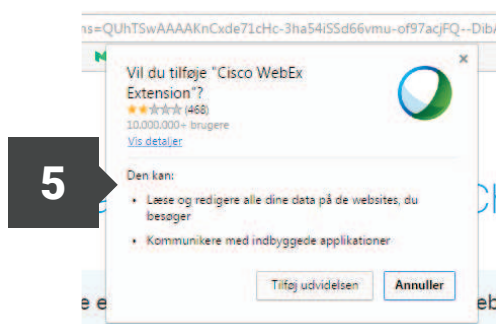 ns=QUhTSwAAAAKnCxde71cHc-3ha54iSSd66vmu-of97acjFQ--DibA
Vil du tilføje "Cisco WebEx
Extension"?
(468)
10.000.000+ brugere
Vis detaljer
5
Den kan:
• Læse og redigere alle dine data på de websites, du
besøger
• Kommunikere med indbyggede applikationer
Tilføj udvidelsen Annuller